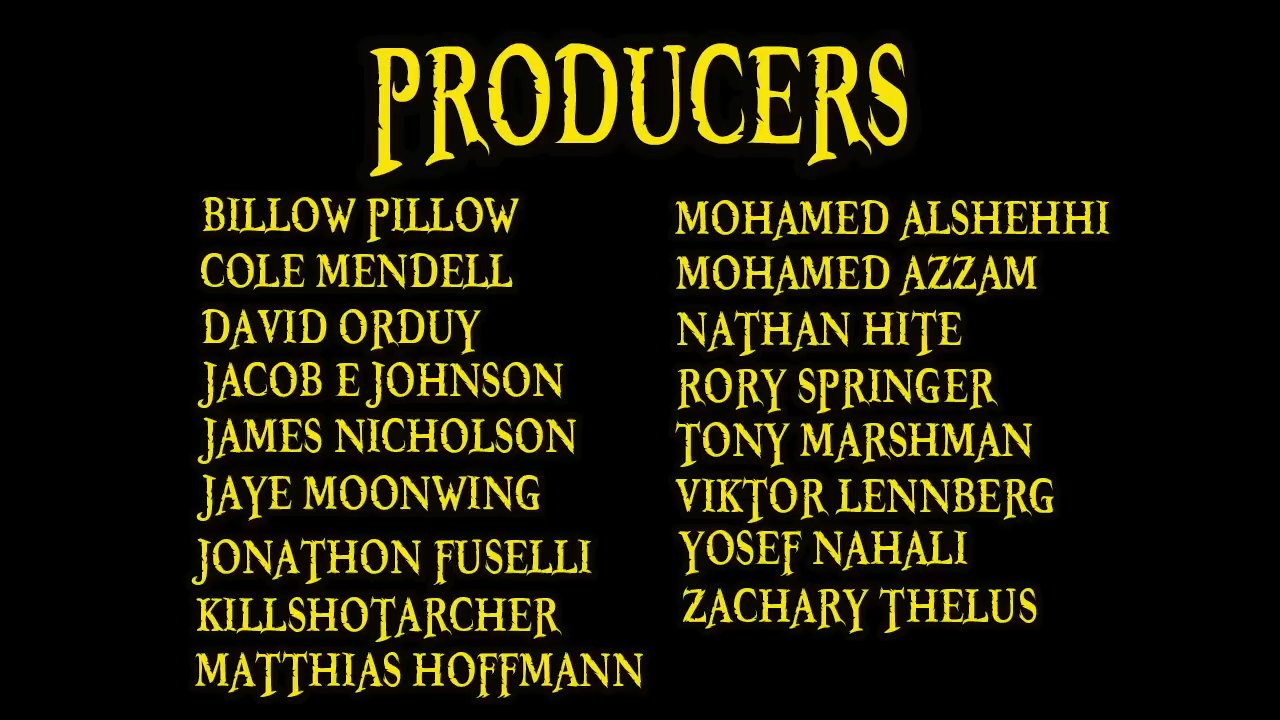 PRODUCERS
BILLOW PILLOW
COLE MENDELL
DAVID ORDUY
JACOB E JOHNSON
JAMES NICHOLSON
JAYE MOONWING
JONATHON FUSELLI
KILLSHOTARCHER
MATTHIAS HOFFMANN
MOHAMED ALSHEHHI
MOHAMED AZZAM
NATHAN HITE
RORY SPRINGER
TONY MARSHMAN
VIKTOR LENNBERG
YOSEF NAHALI
ZACHARY THELUS